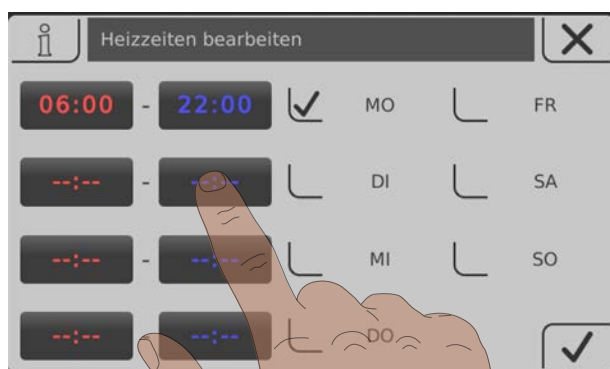 i Heizzeiten bearbeiten
06:00 - 22:00 MO FR
--:-- - --:-- DI SA
--:-- - --:-- MI SO
--:-- --:-- DO